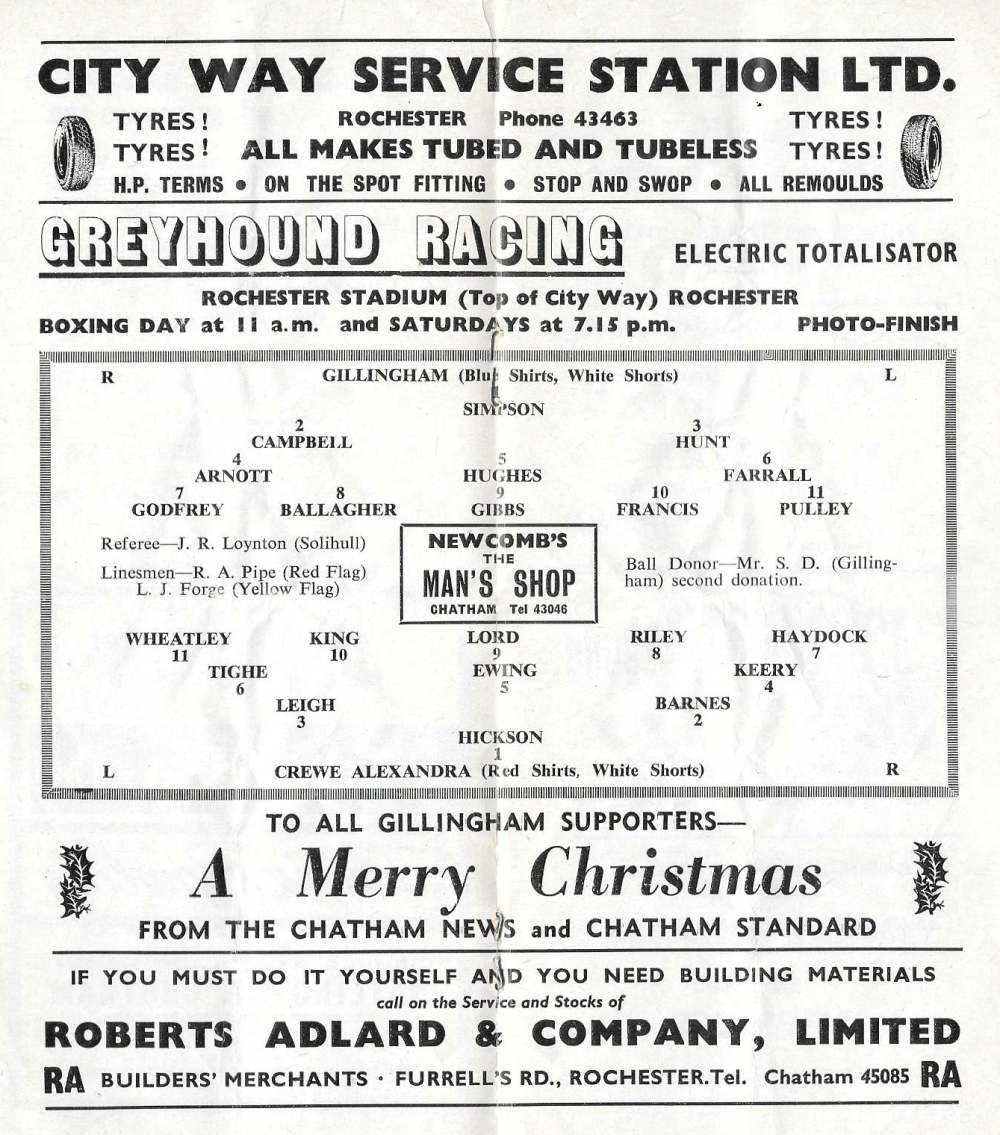 CITY WAY SERVICE STATION LTD.
TYRES! ROCHESTER Phone 43463 TYRES!
TYRES! ALL MAKES TUBED AND TUBELESS TYRES!
H.P. TERMS • ON THE SPOT FITTING • STOP AND SWOP • ALL REMOULDS
GREYHOUND RACING ELECTRIC TOTALISATOR
ROCHESTER STADIUM (Top of City Way) ROCHESTER
BOXING DAY at 11 a.m. and SATURDAYS at 7.15 p.m. PHOTO-FINISH
R GILLINGHAM (Blue Shirts, White Shorts) L
SIMPSON
2 3
CAMPBELL HUNT
4 5 6
ARNOTT HUGHES FARRALL
7 8 9 10 11
GODFREY BALLAGHER GIBBS FRANCIS PULLEY
Referee—J. R. Loynton (Solihull)
Linesmen—R. A. Pipe (Red Flag)
L. J. Forge (Yellow Flag)
NEWCOMB'S
THE
MAN'S SHOP
CHATHAM Tel 43046
Ball Donor—Mr. S. D. (Gilling-
ham) second donation.
WHEATLEY KING LORD RILEY HAYDOCK
11 10 9 8 7
TIGHE EWING KEERY
6 5 4
LEIGH BARNES
3 2
HICKSON
1
L CREWE ALEXANDRA (Red Shirts, White Shorts) R
TO ALL GILLINGHAM SUPPORTERS—
A Merry Christmas
FROM THE CHATHAM NEWS and CHATHAM STANDARD
IF YOU MUST DO IT YOURSELF AND YOU NEED BUILDING MATERIALS
call on the Service and Stocks of
ROBERTS ADLARD & COMPANY, LIMITED
RA BUILDERS' MERCHANTS · FURRELL'S RD., ROCHESTER.Tel. Chatham 45085 RA